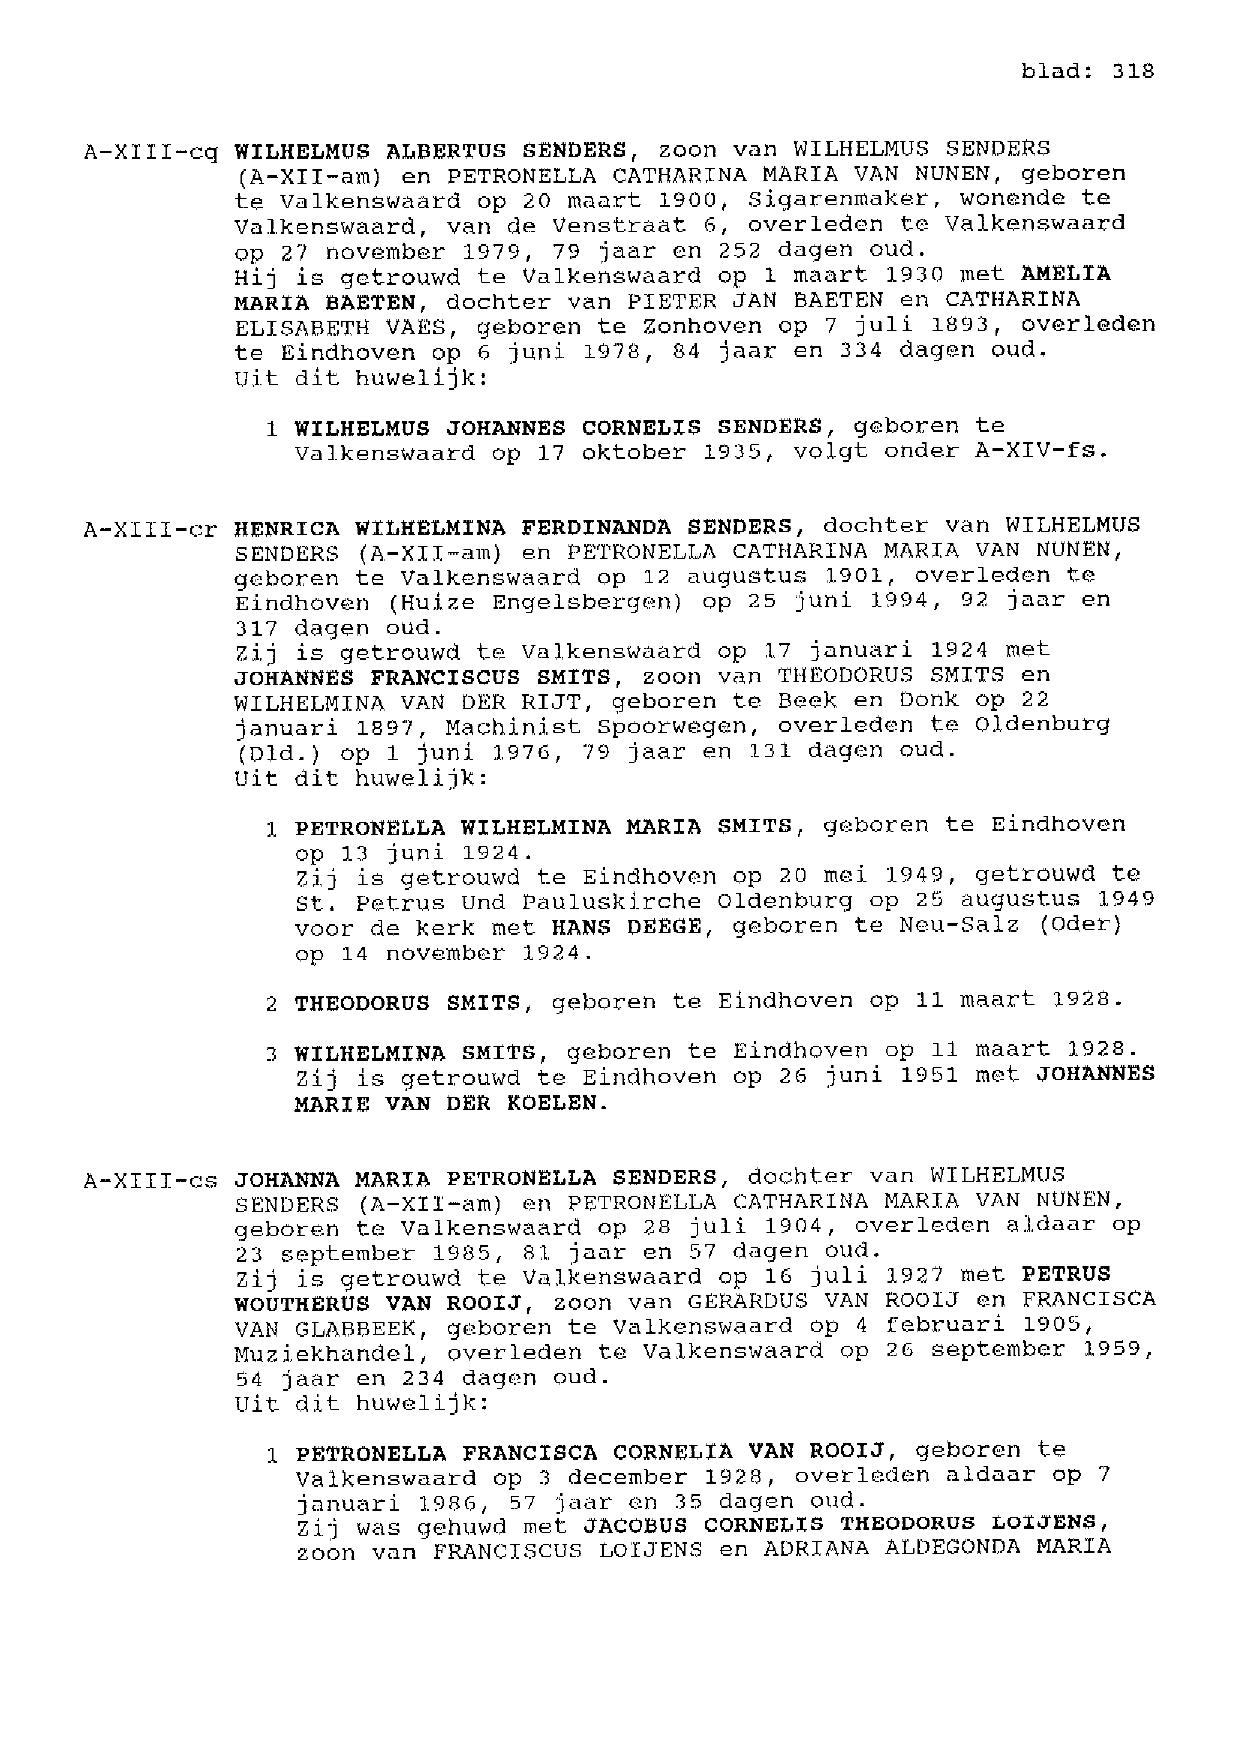 blad: 318
A-XIII-cq WILHELMUS ALBERTUS SENDERS, zoon van WILHELMUS SENDERS
(A-XII-am) en PETRONELLA CATHARINA MARIA VAN NUNEN, geboren
te Valkenswaard op 20 maart 1900, Sigarenmaker, wonende te
Valkenswaard, van de Venstraat 6, overleden te Valkenswaard
op 27 november 1979, 79 jaar en 252 dagen oud.
Hij is getrouwd te Valkenswaard op 1 maart 1930 met AMELIA
MARIA BAETEN, dochter van PIETER JAN BAETEN en CATHARINA
ELISABETH VAES, geboren te Zonhoven op 7 juli 1893, overleden
te Eindhoven op 6 juni 1978, 84 jaar en 334 dagen oud.
Uit dit huwelijk:
1 WILHELMUS JOHANNES CORNELIS SENDERS, geboren te
Valkenswaard op 17 oktober 1935, volgt onder A-XIV-fs.
A-XIII-cr HENRICA WILHELMINA FERDINANDA SENDERS, dochter van WILHELMUS
SENDERS (A-XII-am) en PETRONELLA CATHARINA MARIA VAN NUNEN,
geboren te Valkenswaard op 12 augustus 1901, overleden te
Eindhoven (Huize Engelsbergen) op 25 juni 1994, 92 jaar en
317 dagen oud.
Zij is getrouwd te Valkenswaard op 17 januari 1924 met
JOHANNES FRANCISCUS SMITS, zoon van THEODORUS SMITS en
WILHELMINA VAN DER RIJT, geboren te Beek en Donk op 22
januari 1897, Machinist Spoorwegen, overleden te Oldenburg
(Dld.) op 1 juni 1976, 79 jaar en 131 dagen oud.
Uit dit huwelijk:
1 PETRONELLA WILHELMINA MARIA SMITS, geboren te Eindhoven
op 13 juni 1924.
Zij is getrouwd te Eindhoven op 20 mei 1949, getrouwd te
St. Petrus Und Pauluskirche Oldenburg op 25 augustus 1949
voor de kerk met HANS DEEGE, geboren te Neu-Salz (Oder)
op 14 november 1924.
2 THEODORUS SMITS, geboren te Eindhoven op 11 maart 1928.
3 WILHELMINA SMITS, geboren te Eindhoven op 11 maart 1928.
Zij is getrouwd te Eindhoven op 26 juni 1951 met JOHANNES
MARIE VAN DER KOELEN.
A-XIII-cs JOHANNA MARIA PETRONELLA SENDERS, dochter van WILHELMUS
SENDERS (A-XII-am) en PETRONELLA CATHARINA MARIA VAN NUNEN,
geboren te Valkenswaard op 28 juli 1904, overleden aldaar op
23 september 1985, 81 jaar en 57 dagen oud.
Zij is getrouwd te Valkenswaard op 16 juli 1927 met PETRUS
WOUTHERUS VAN ROOIJ, zoon van GERARDUS VAN ROOIJ en FRANCISCA
VAN GLABBEEK, geboren te Valkenswaard op 4 februari 1905,
Muziekhandel, overleden te Valkenswaard op 26 september 1959,
54 jaar en 234 dagen oud.
Uit dit huwelijk:
1 PETRONELLA FRANCISCA CORNELIA VAN ROOIJ, geboren te
Valkenswaard op 3 december 1928, overleden aldaar op 7
januari 1986, 57 jaar en 35 dagen oud.
Zij was gehuwd met JACOBUS CORNELIS THEODORUS LOIJENS,
zoon van FRANCISCUS LOIJENS en ADRIANA ALDEGONDA MARIA